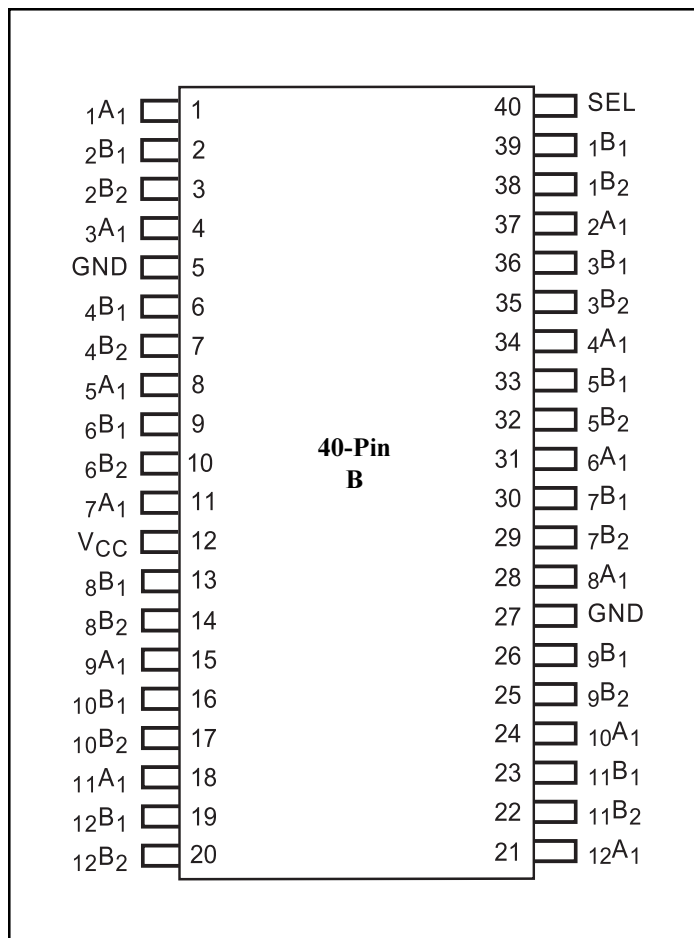 ₁A₁ 1 40 SEL
₂B₁ 2 39 ₁B₁
₂B₂ 3 38 ₁B₂
₃A₁ 4 37 ₂A₁
GND 5 36 ₃B₁
₄B₁ 6 35 ₃B₂
₄B₂ 7 34 ₄A₁
₅A₁ 8 33 ₅B₁
₆B₁ 9 32 ₅B₂
₆B₂ 10 40-Pin 31 ₆A₁
₇A₁ 11 B 30 ₇B₁
VCC 12 29 ₇B₂
₈B₁ 13 28 ₈A₁
₈B₂ 14 27 GND
₉A₁ 15 26 ₉B₁
₁₀B₁ 16 25 ₉B₂
₁₀B₂ 17 24 ₁₀A₁
₁₁A₁ 18 23 ₁₁B₁
₁₂B₁ 19 22 ₁₁B₂
₁₂B₂ 20 21 ₁₂A₁